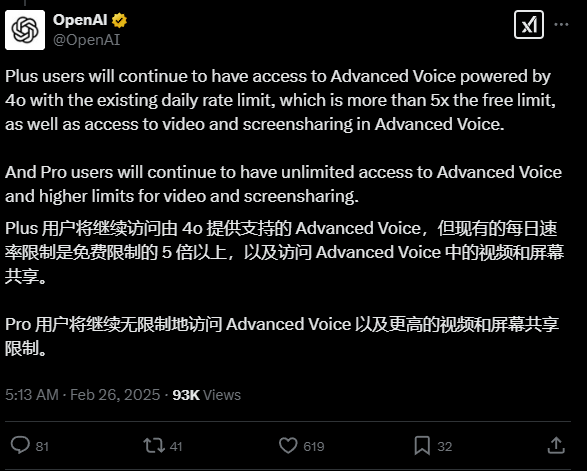 OpenAI
@OpenAI
Plus users will continue to have access to Advanced Voice powered by
4o with the existing daily rate limit, which is more than 5x the free limit,
as well as access to video and screensharing in Advanced Voice.
And Pro users will continue to have unlimited access to Advanced Voice
and higher limits for video and screensharing.
Plus 用户将继续访问由 4o 提供支持的 Advanced Voice，但现有的每日速
率限制是免费限制的 5 倍以上，以及访问 Advanced Voice 中的视频和屏幕
共享。
Pro 用户将继续无限制地访问 Advanced Voice 以及更高的视频和屏幕共享
限制。
5:13 AM · Feb 26, 2025 · 93K Views
81 41 619 32